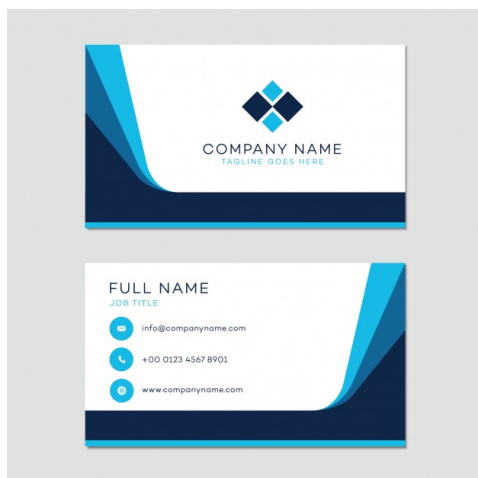 COMPANY NAME
TAGLINE GOES HERE
FULL NAME
JOB TITLE
info@companyname.com
+00 0123 4567 8901
www.companyname.com